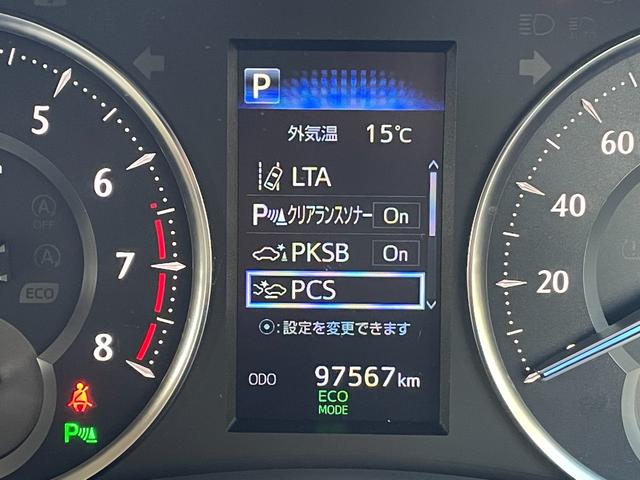 P
外気温 15℃
LTA
P クリアランスソナー On
PKSB On
PCS
:設定を変更できます
ODO 97567km
ECO
MODE
5
6
7
8
A
OFF
A
ECO
P
60
40
20